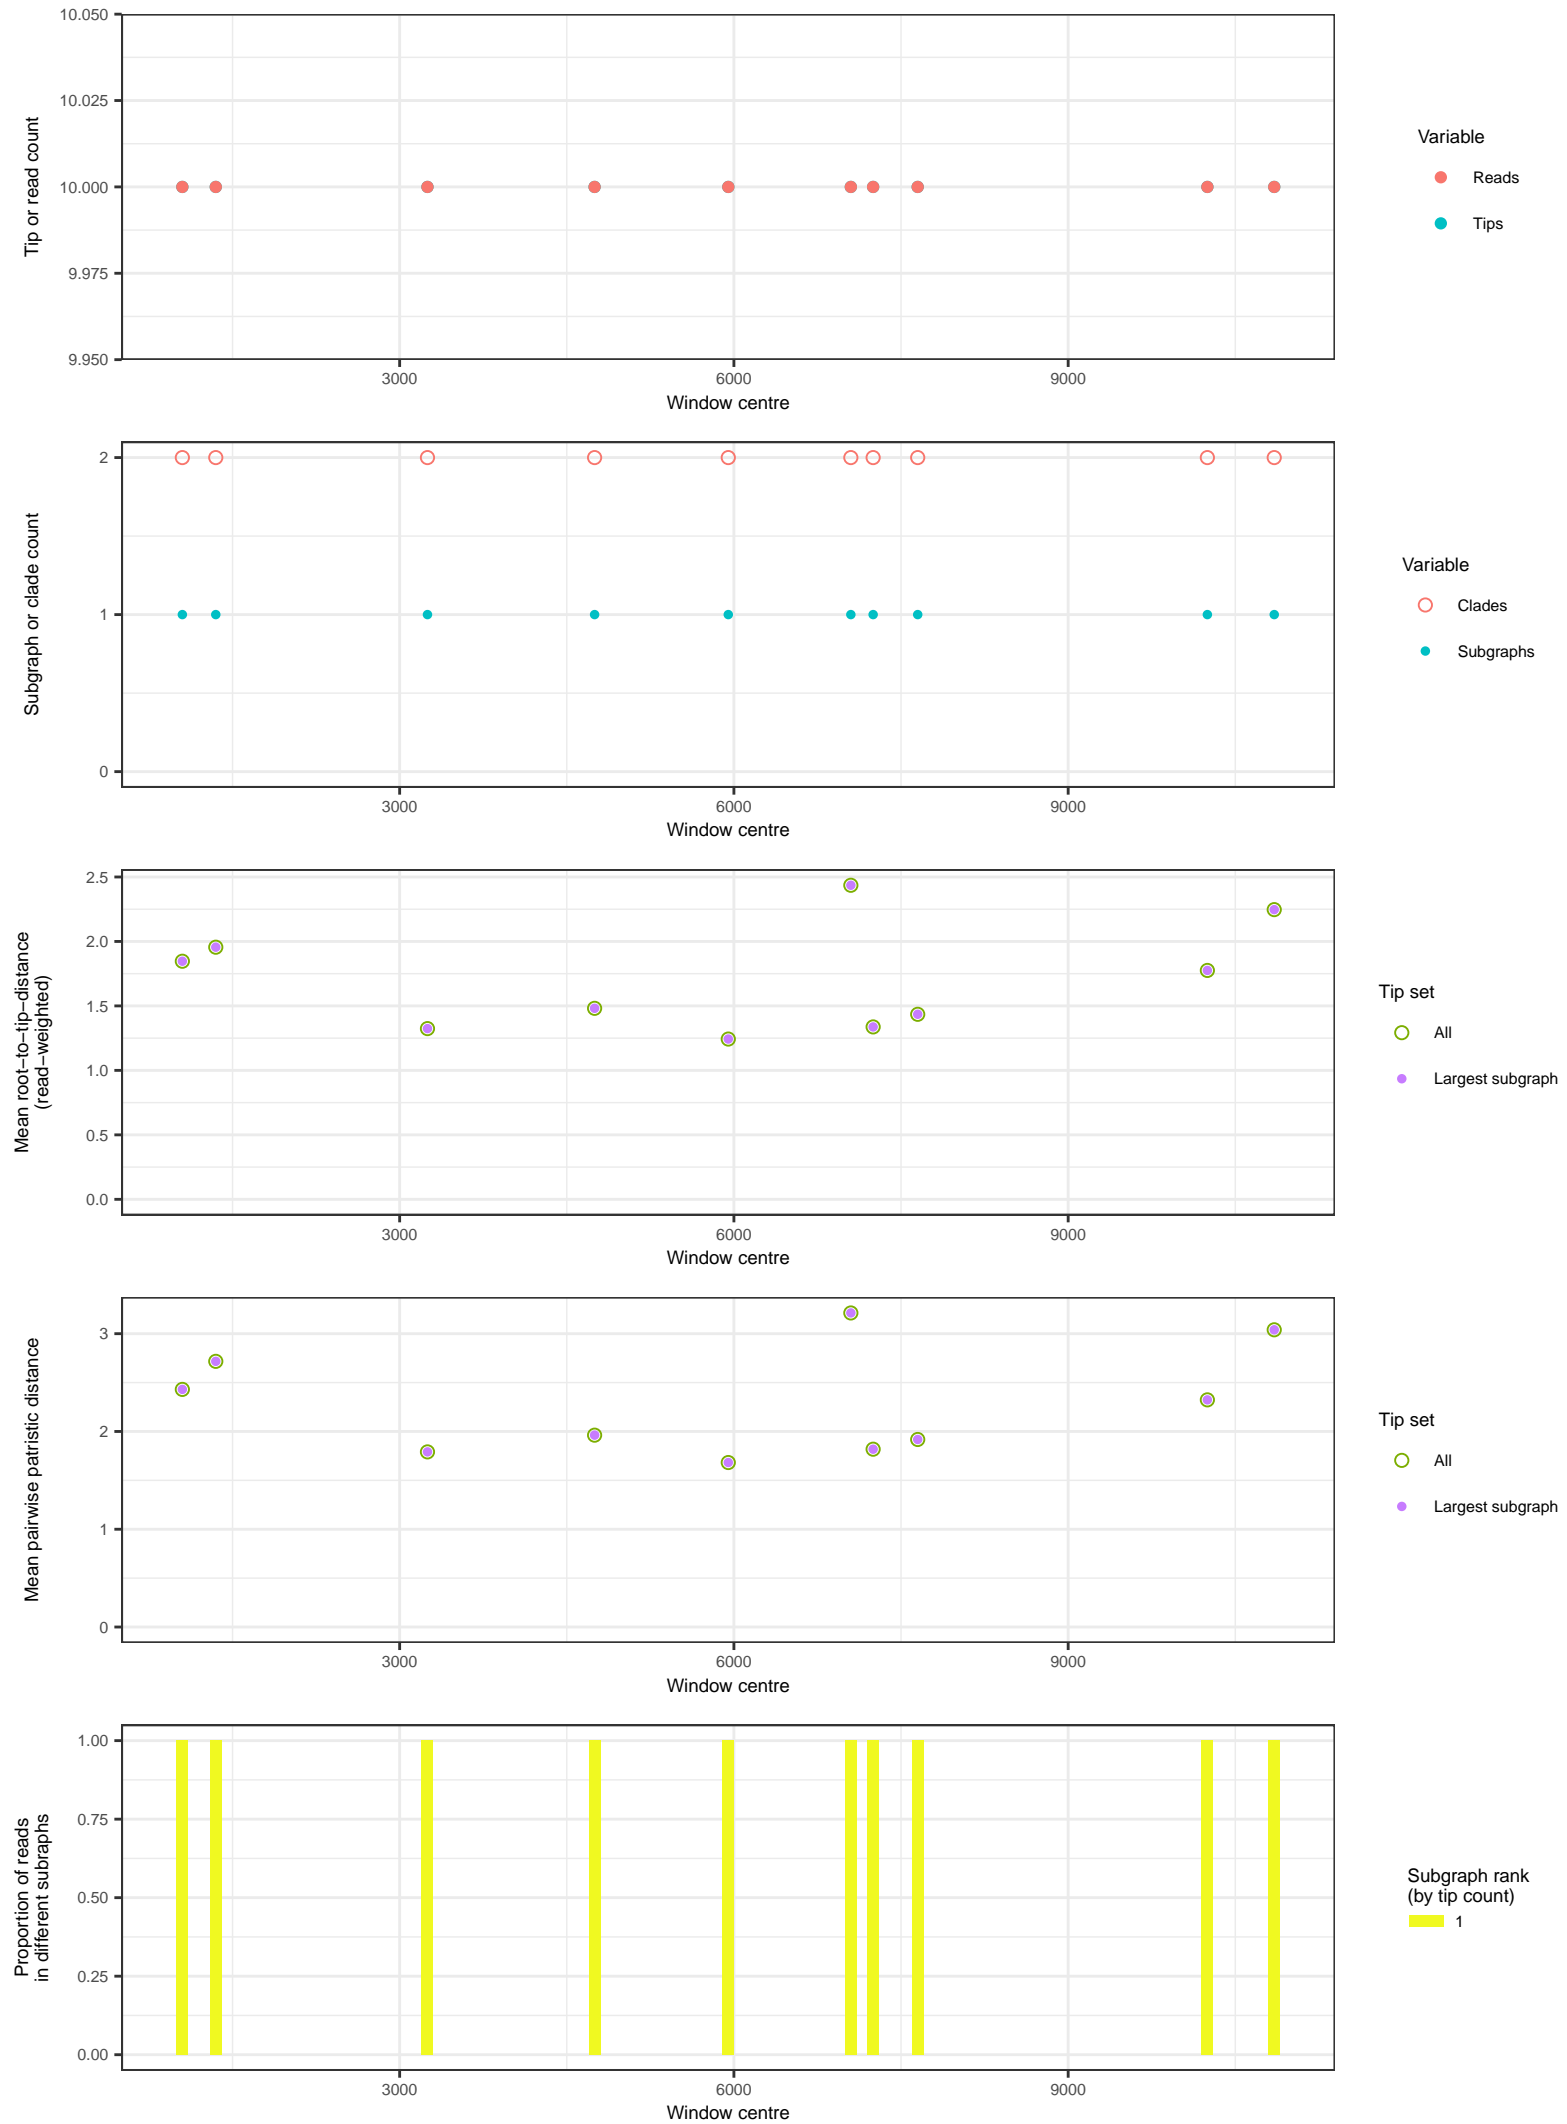 10.050
10.025
10.000
9.975
9.950
Tip or read count
3000
6000
9000
Window centre
Variable
Reads
Tips
2
1
0
Subgraph or clade count
3000
6000
9000
Window centre
Variable
Clades
Subgraphs
2.5
2.0
1.5
1.0
0.5
0.0
Mean root−to−tip−distance
(read−weighted)
3000
6000
9000
Window centre
Tip set
All
Largest subgraph
3
2
1
0
Mean pairwise patristic distance
3000
6000
9000
Window centre
Tip set
All
Largest subgraph
1.00
0.75
0.50
0.25
0.00
Proportion of reads
in different subraphs
3000
6000
9000
Window centre
Subgraph rank
(by tip count)
1